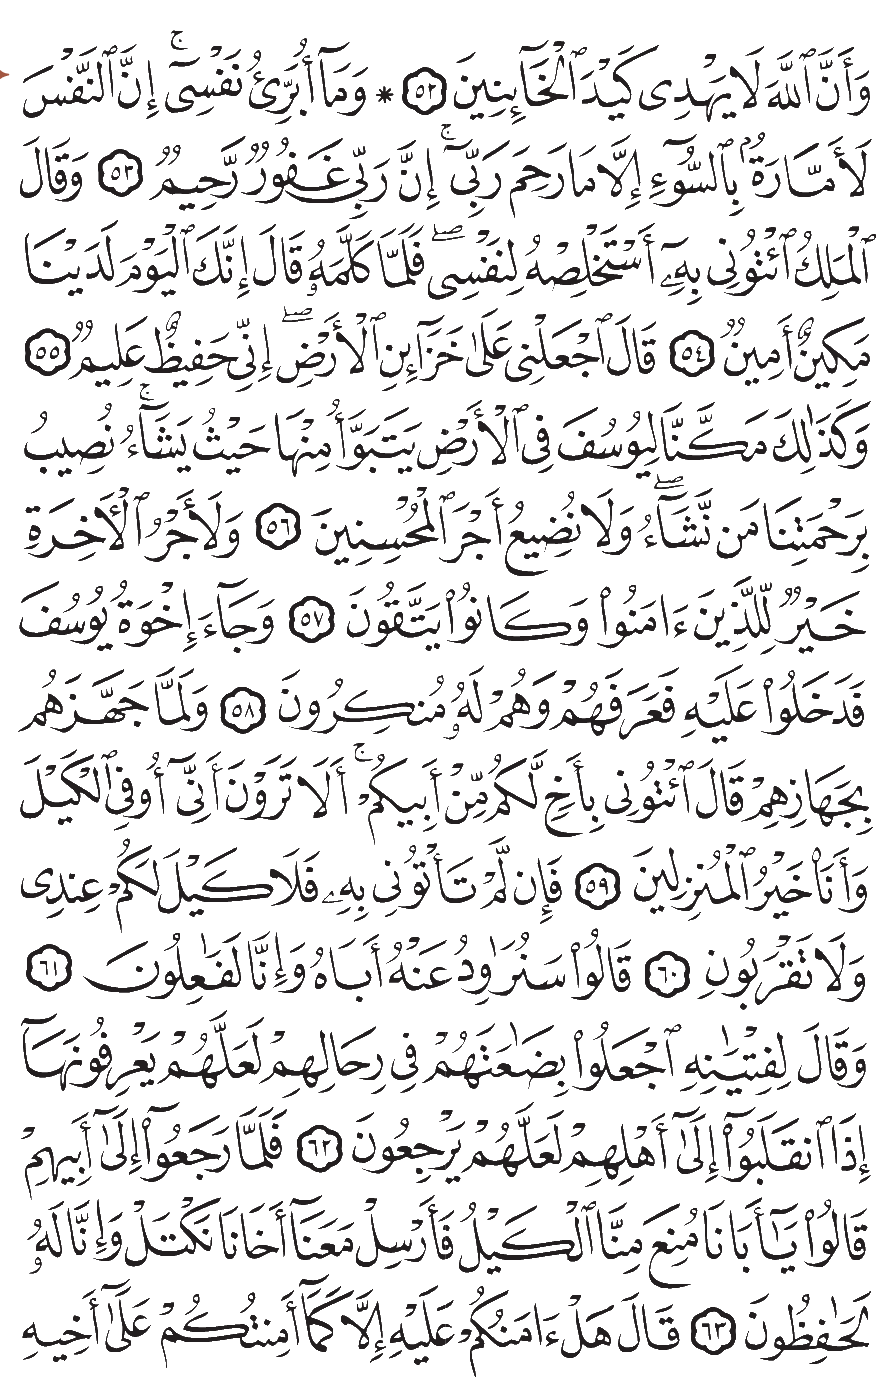 وَأَنَّ ٱللَّهَ لَا يَهْدِى كَيْدَ ٱلْخَآئِنِينَ ٥٢ * وَمَآ أُبَرِّئُ نَفْسِىٓ ۚ إِنَّ ٱلنَّفْسَ
لَأَمَّارَةٌۢ بِٱلسُّوٓءِ إِلَّا مَا رَحِمَ رَبِّىٓ ۚ إِنَّ رَبِّى غَفُورٌ رَّحِيمٌ ٥٣ وَقَالَ
ٱلْمَلِكُ ٱئْتُونِى بِهِۦٓ أَسْتَخْلِصْهُ لِنَفْسِى ۖ فَلَمَّا كَلَّمَهُۥ قَالَ إِنَّكَ ٱلْيَوْمَ لَدَيْنَا
مَكِينٌ أَمِينٌ ٥٤ قَالَ ٱجْعَلْنِى عَلَىٰ خَزَآئِنِ ٱلْأَرْضِ ۖ إِنِّى حَفِيظٌ عَلِيمٌ ٥٥
وَكَذَٰلِكَ مَكَّنَّا لِيُوسُفَ فِى ٱلْأَرْضِ يَتَبَوَّأُ مِنْهَا حَيْثُ يَشَآءُ ۚ نُصِيبُ
بِرَحْمَتِنَا مَن نَّشَآءُ ۖ وَلَا نُضِيعُ أَجْرَ ٱلْمُحْسِنِينَ ٥٦ وَلَأَجْرُ ٱلْءَاخِرَةِ
خَيْرٌ لِّلَّذِينَ ءَامَنُوا۟ وَكَانُوا۟ يَتَّقُونَ ٥٧ وَجَآءَ إِخْوَةُ يُوسُفَ
فَدَخَلُوا۟ عَلَيْهِ فَعَرَفَهُمْ وَهُمْ لَهُۥ مُنكِرُونَ ٥٨ وَلَمَّا جَهَّزَهُم
بِجَهَازِهِمْ قَالَ ٱئْتُونِى بِأَخٍ لَّكُم مِّنْ أَبِيكُمْ ۚ أَلَا تَرَوْنَ أَنِّىٓ أُوفِى ٱلْكَيْلَ
وَأَنَا۠ خَيْرُ ٱلْمُنزِلِينَ ٥٩ فَإِن لَّمْ تَأْتُونِى بِهِۦ فَلَا كَيْلَ لَكُمْ عِندِى
وَلَا تَقْرَبُونِ ٦٠ قَالُوا۟ سَنُرَٰوِدُ عَنْهُ أَبَاهُ وَإِنَّا لَفَٰعِلُونَ ٦١
وَقَالَ لِفِتْيَٰنِهِ ٱجْعَلُوا۟ بِضَٰعَتَهُمْ فِى رِحَالِهِمْ لَعَلَّهُمْ يَعْرِفُونَهَآ
إِذَا ٱنقَلَبُوٓا۟ إِلَىٰٓ أَهْلِهِمْ لَعَلَّهُمْ يَرْجِعُونَ ٦٢ فَلَمَّا رَجَعُوٓا۟ إِلَىٰٓ أَبِيهِمْ
قَالُوا۟ يَٰٓأَبَانَا مُنِعَ مِنَّا ٱلْكَيْلُ فَأَرْسِلْ مَعَنَآ أَخَانَا نَكْتَلْ وَإِنَّا لَهُۥ
لَحَٰفِظُونَ ٦٣ قَالَ هَلْ ءَامَنُكُمْ عَلَيْهِ إِلَّا كَمَآ أَمِنتُكُمْ عَلَىٰٓ أَخِيهِ